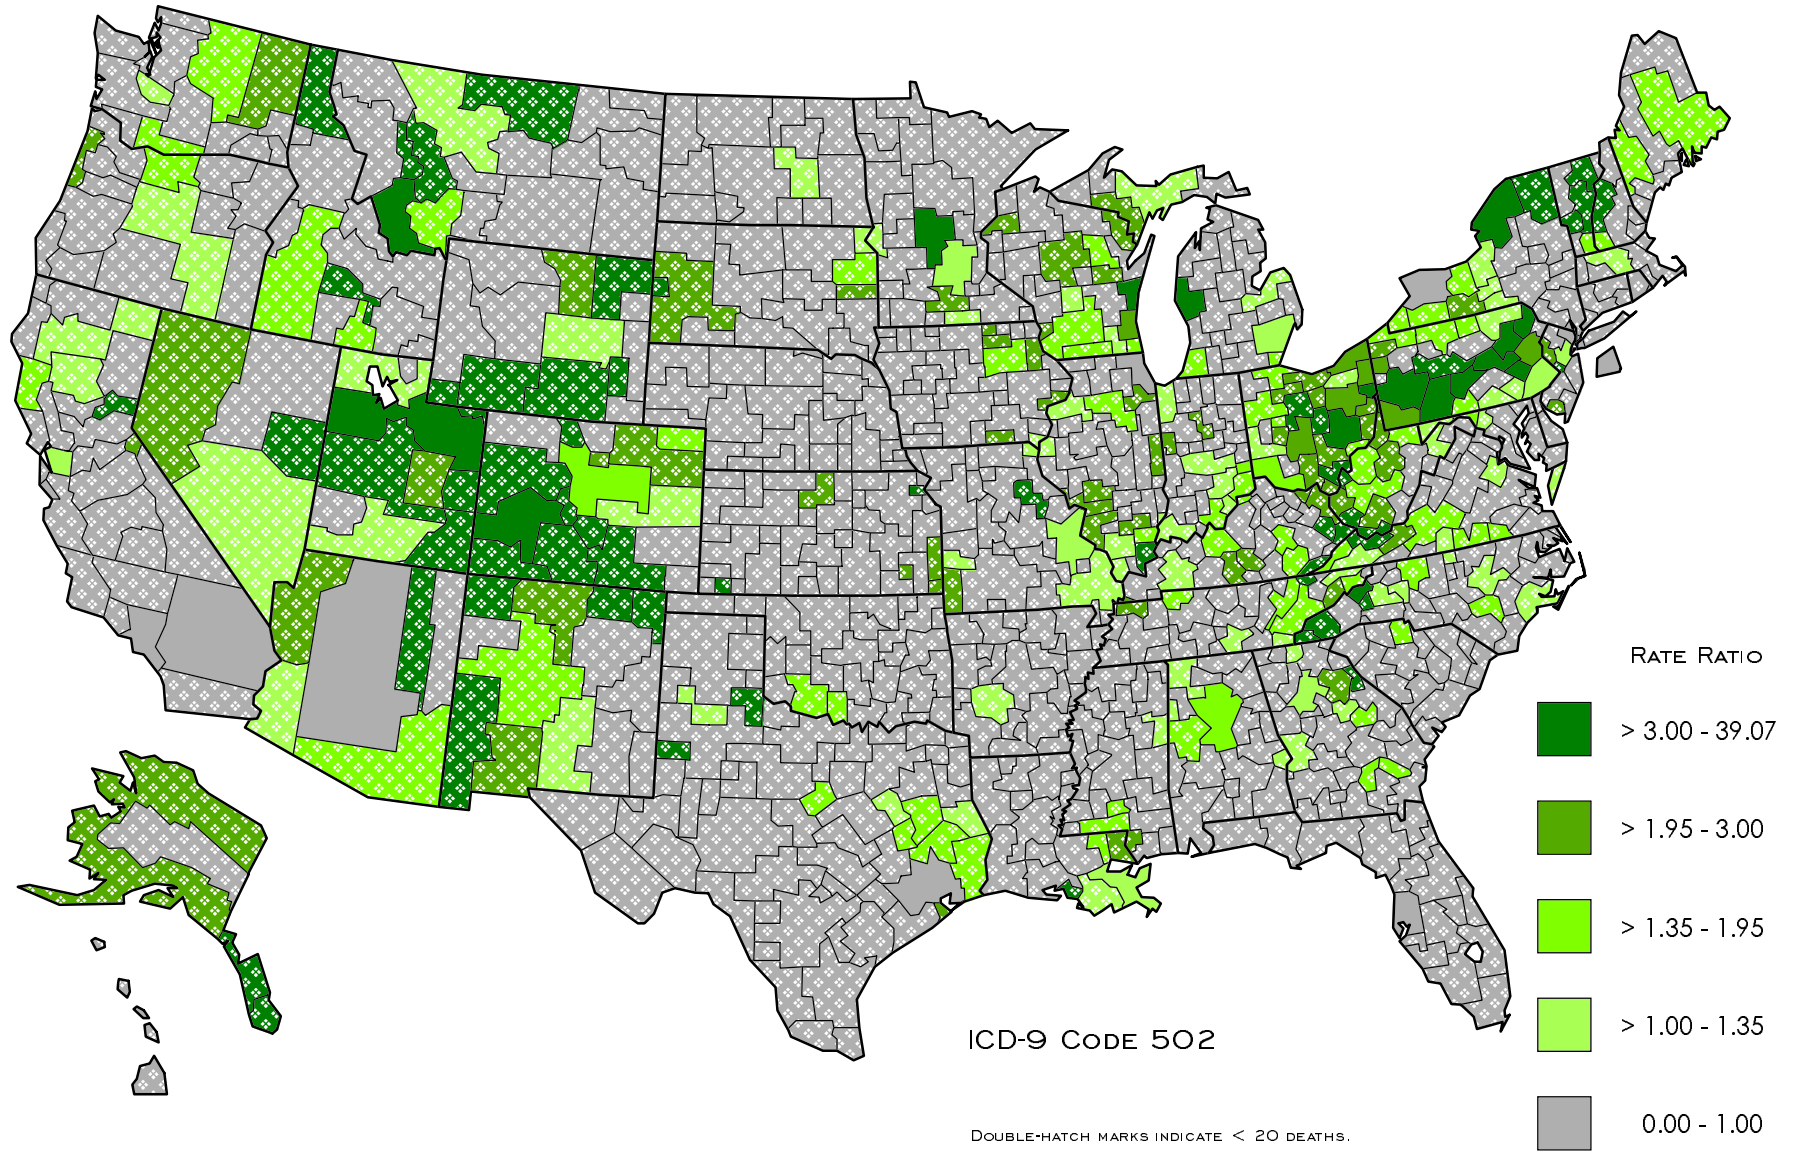 Rate Ratio
> 3.00 - 39.07
> 1.95 - 3.00
> 1.35 - 1.95
> 1.00 - 1.35
0.00 - 1.00
ICD-9 Code 502
Double-hatch marks indicate < 20 deaths.